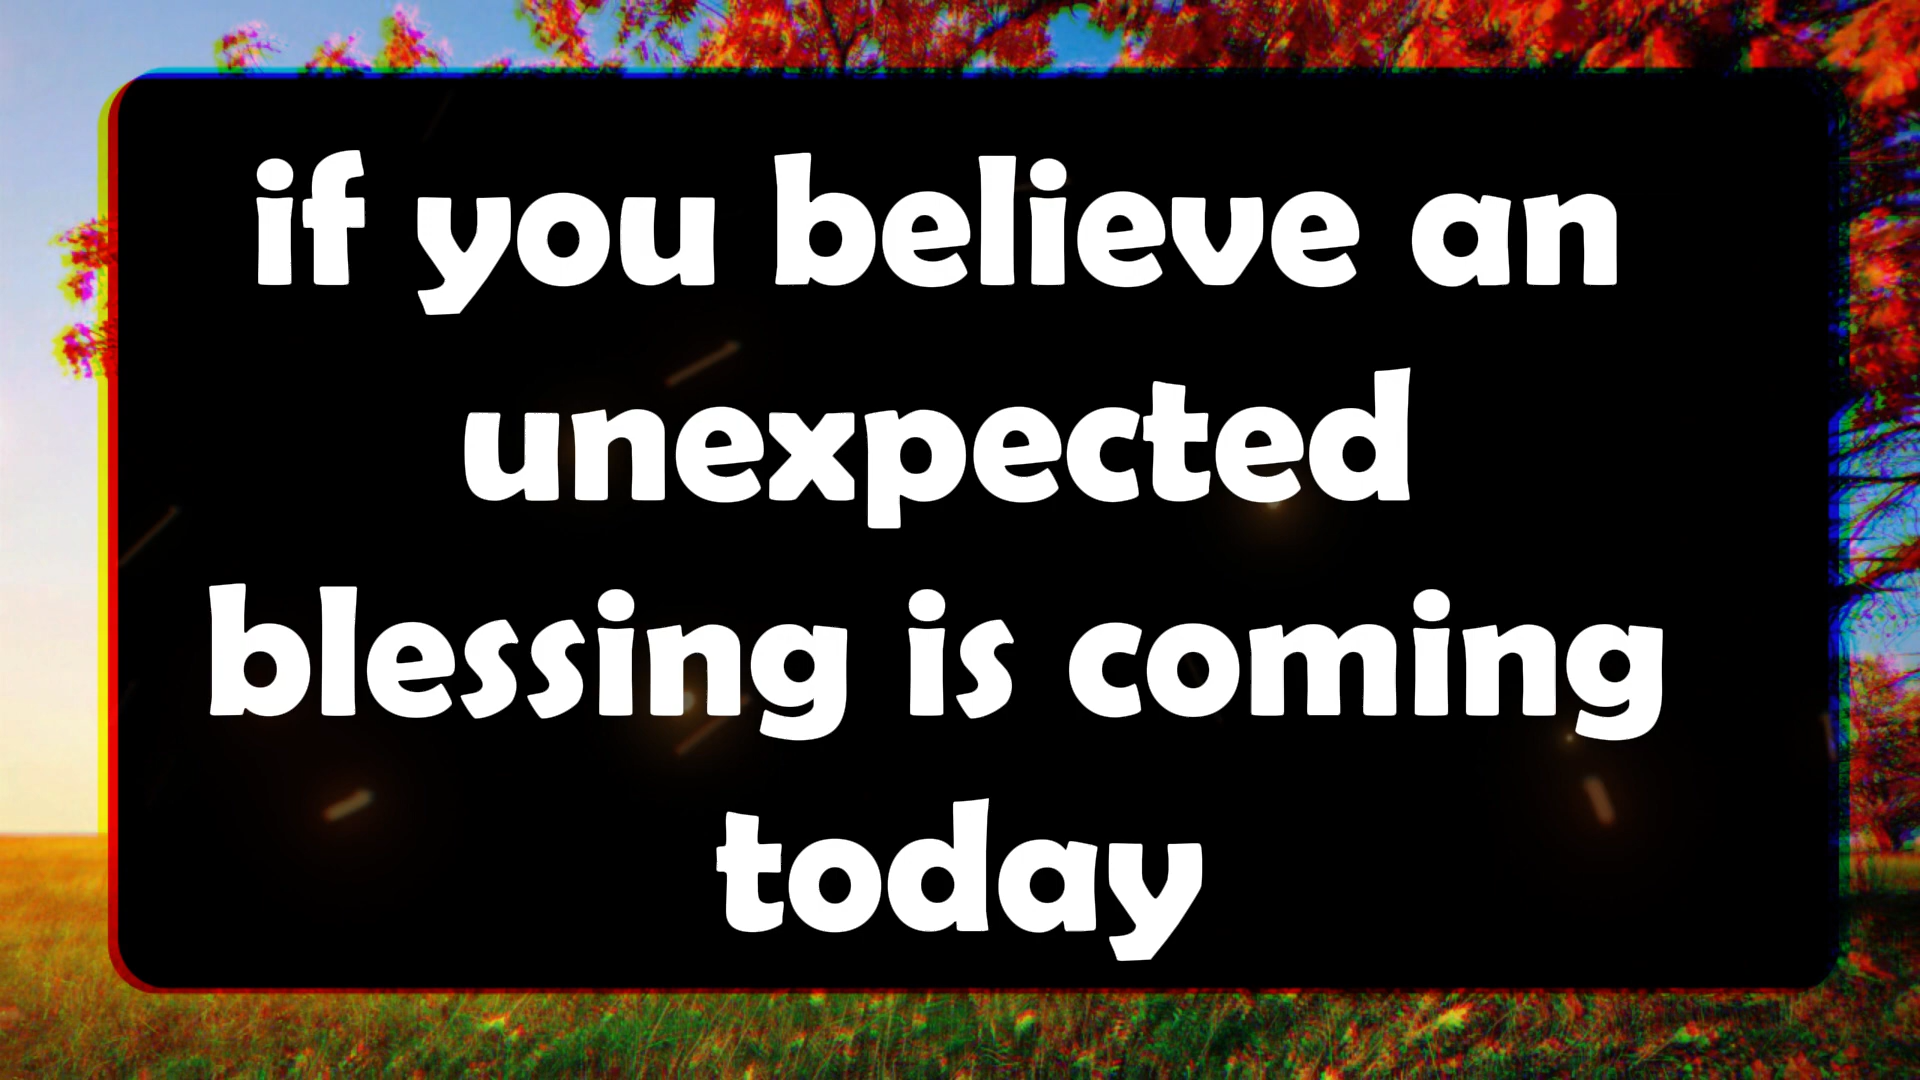 if you believe an
unexpected
blessing is coming
today